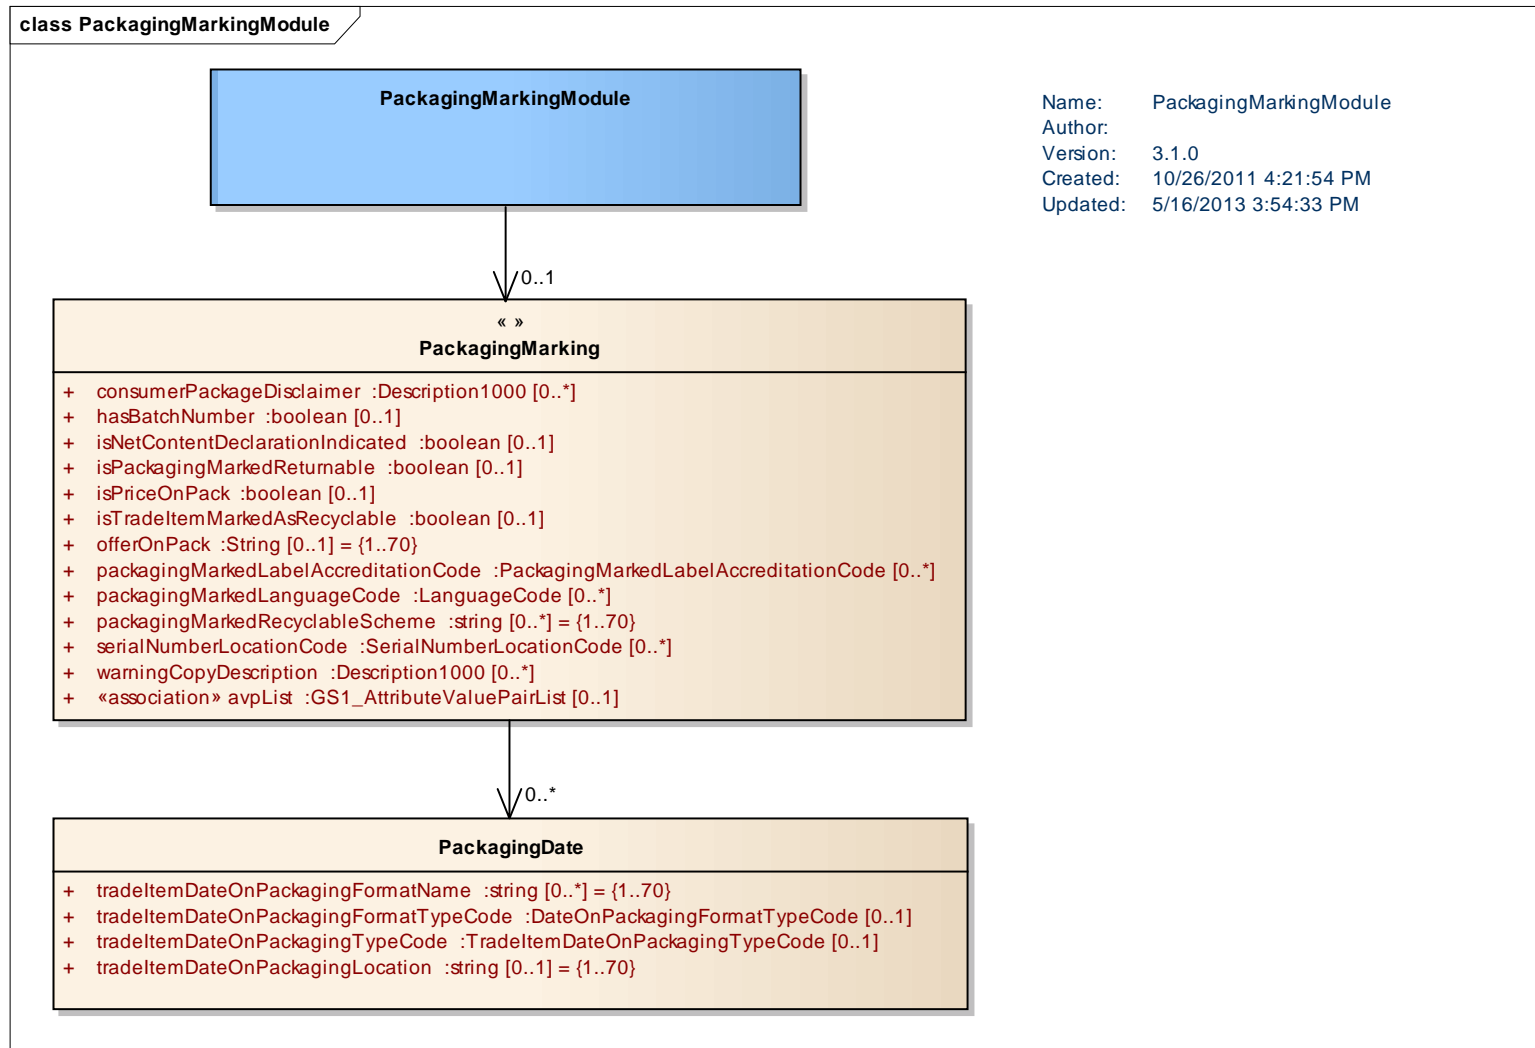 class PackagingMarkingModule
PackagingMarkingModule
Name: PackagingMarkingModule
Author:
Version: 3.1.0
Created: 10/26/2011 4:21:54 PM
Updated: 5/16/2013 3:54:33 PM
0..1
« »
PackagingMarking
+ consumerPackageDisclaimer :Description1000 [0..*]
+ hasBatchNumber :boolean [0..1]
+ isNetContentDeclarationIndicated :boolean [0..1]
+ isPackagingMarkedReturnable :boolean [0..1]
+ isPriceOnPack :boolean [0..1]
+ isTradeItemMarkedAsRecyclable :boolean [0..1]
+ offerOnPack :String [0..1] = {1..70}
+ packagingMarkedLabelAccreditationCode :PackagingMarkedLabelAccreditationCode [0..*]
+ packagingMarkedLanguageCode :LanguageCode [0..*]
+ packagingMarkedRecyclableScheme :string [0..*] = {1..70}
+ serialNumberLocationCode :SerialNumberLocationCode [0..*]
+ warningCopyDescription :Description1000 [0..*]
+ «association» avpList :GS1_AttributeValuePairList [0..1]
0..*
PackagingDate
+ tradeItemDateOnPackagingFormatName :string [0..*] = {1..70}
+ tradeItemDateOnPackagingFormatTypeCode :DateOnPackagingFormatTypeCode [0..1]
+ tradeItemDateOnPackagingTypeCode :TradeItemDateOnPackagingTypeCode [0..1]
+ tradeItemDateOnPackagingLocation :string [0..1] = {1..70}